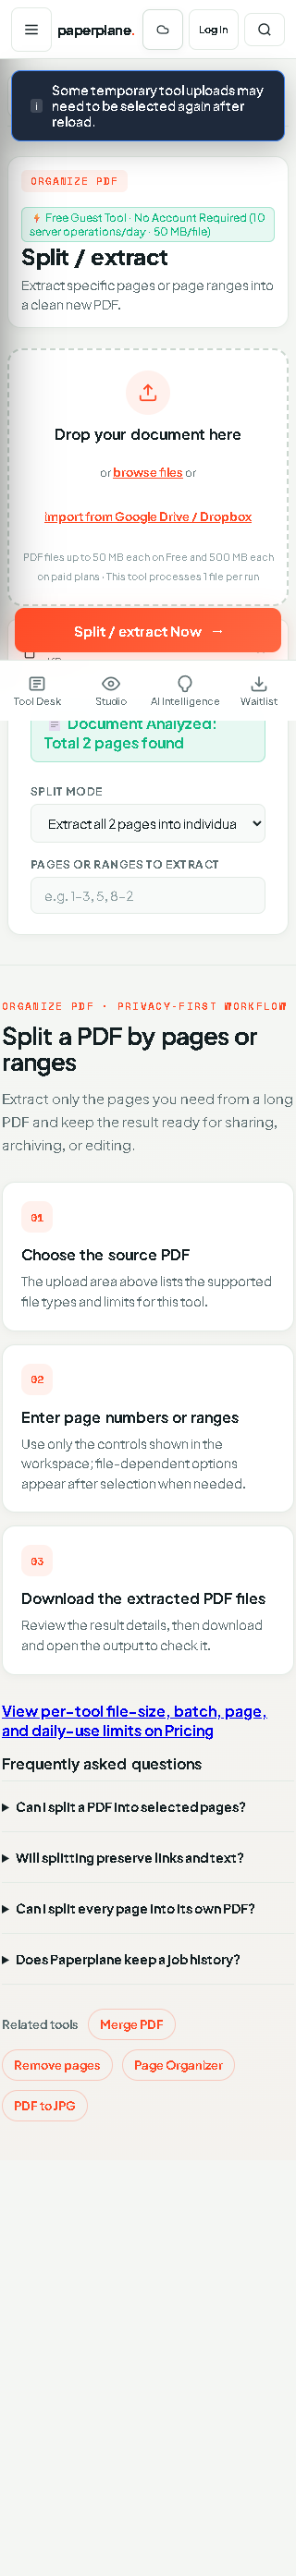 paperplane.
Log In
Some temporary tool uploads may
need to be selected again after
reload.
ORGANIZE PDF
Free Guest Tool · No Account Required (10
server operations/day · 50 MB/file)
Split / extract
Extract specific pages or page ranges into
a clean new PDF.
Drop your document here
or browse files or
Import from Google Drive / Dropbox
PDF files up to 50 MB each on Free and 500 MB each
on paid plans · This tool processes 1 file per run
Split / extract Now →
Tool Desk
Studio
AI Intelligence
Waitlist
Document Analyzed:
Total 2 pages found
SPLIT MODE
Extract all 2 pages into individua
PAGES OR RANGES TO EXTRACT
e.g. 1-3, 5, 8-2
ORGANIZE PDF · PRIVACY-FIRST WORKFLOW
Split a PDF by pages or
ranges
Extract only the pages you need from a long
PDF and keep the result ready for sharing,
archiving, or editing.
01
Choose the source PDF
The upload area above lists the supported
file types and limits for this tool.
02
Enter page numbers or ranges
Use only the controls shown in the
workspace; file-dependent options
appear after selection when needed.
03
Download the extracted PDF files
Review the result details, then download
and open the output to check it.
View per-tool file-size, batch, page,
and daily-use limits on Pricing
Frequently asked questions
Can I split a PDF into selected pages?
Will splitting preserve links and text?
Can I split every page into its own PDF?
Does Paperplane keep a job history?
Related tools
Merge PDF
Remove pages
Page Organizer
PDF to JPG